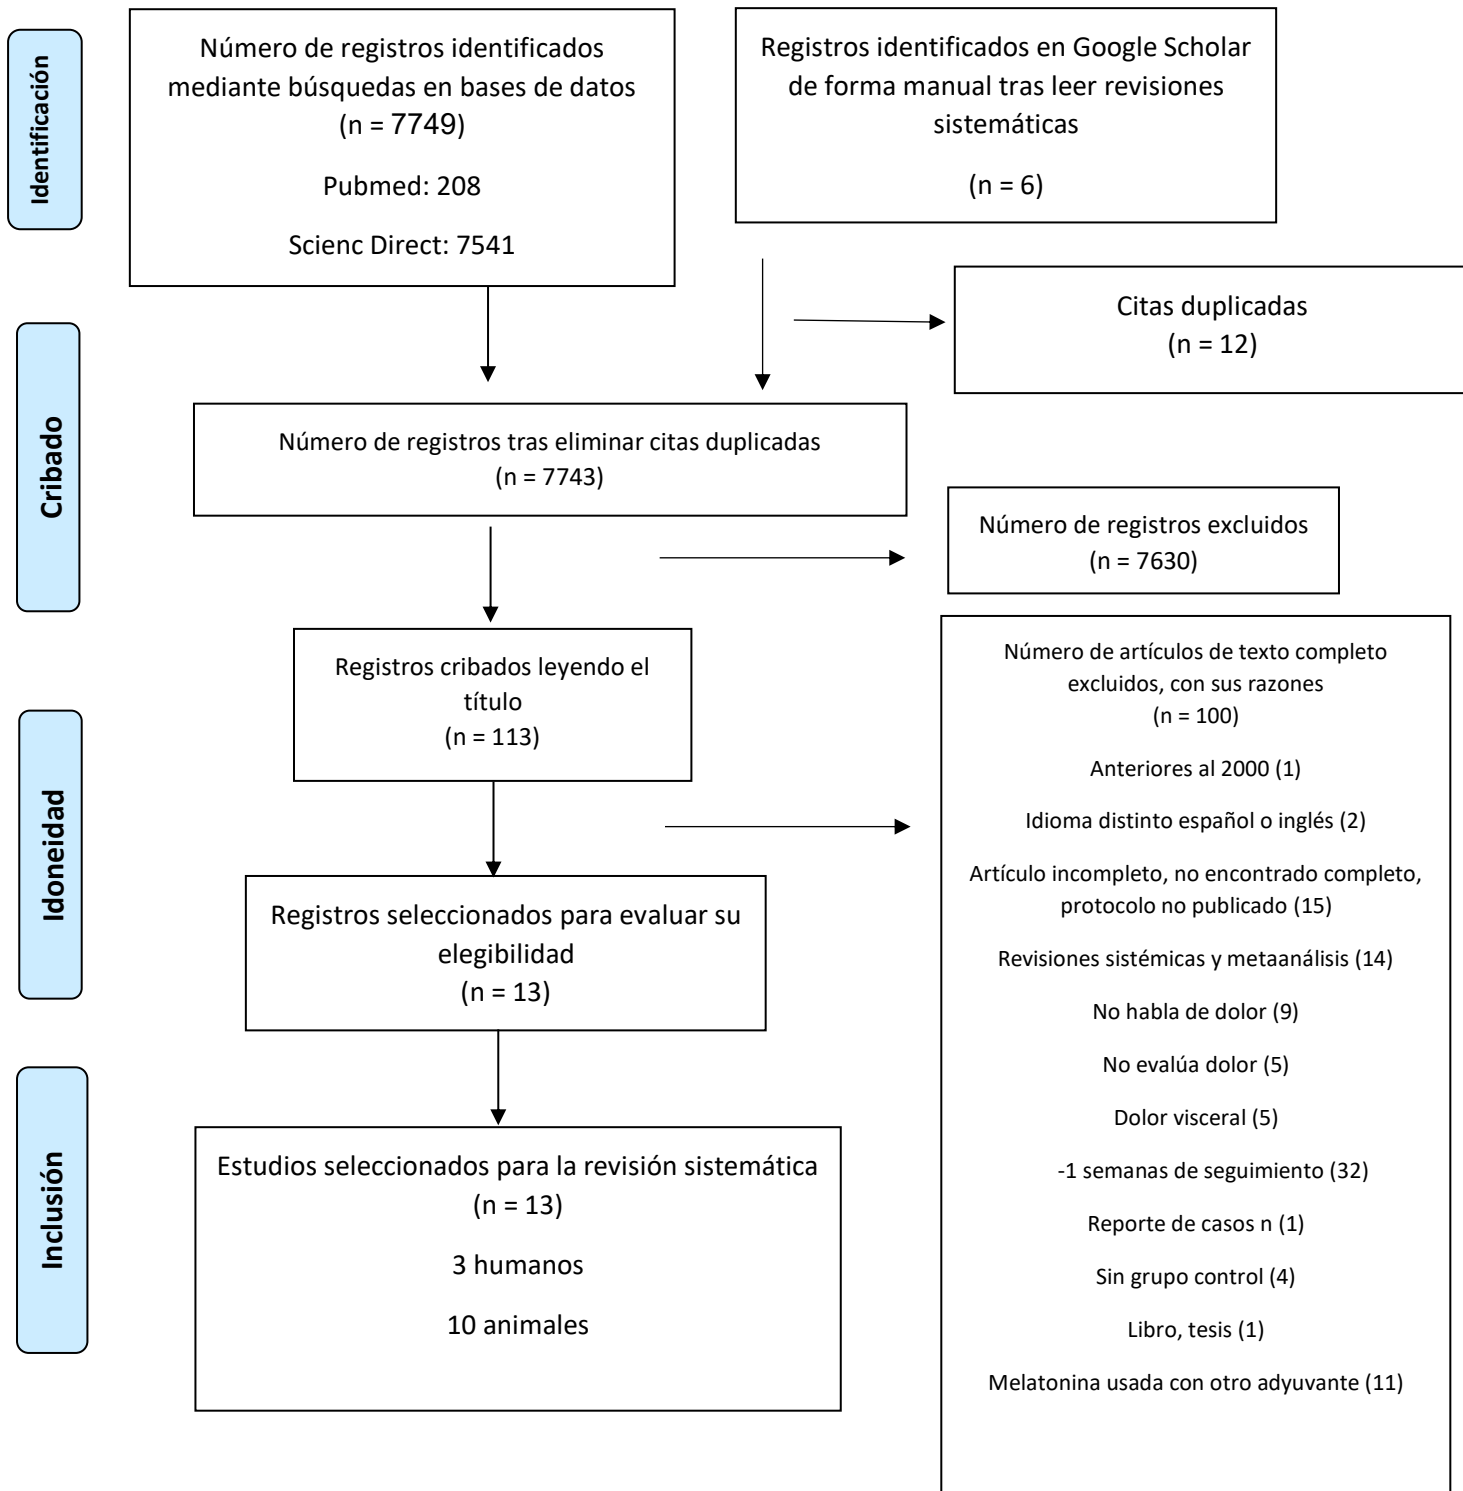 Identificación
Número de registros identificados
mediante búsquedas en bases de datos
(n = 7749)
Pubmed: 208
Scienc Direct: 7541
Registros identificados en Google Scholar
de forma manual tras leer revisiones
sistemáticas
(n = 6)
Citas duplicadas
(n = 12)
Cribado
Número de registros tras eliminar citas duplicadas
(n = 7743)
Número de registros excluidos
(n = 7630)
Registros cribados leyendo el
título
(n = 113)
Idoneidad
Número de artículos de texto completo
excluidos, con sus razones
(n = 100)
Anteriores al 2000 (1)
Idioma distinto español o inglés (2)
Artículo incompleto, no encontrado completo,
protocolo no publicado (15)
Revisiones sistémicas y metaanálisis (14)
No habla de dolor (9)
No evalúa dolor (5)
Dolor visceral (5)
-1 semanas de seguimiento (32)
Reporte de casos n (1)
Sin grupo control (4)
Libro, tesis (1)
Melatonina usada con otro adyuvante (11)
Registros seleccionados para evaluar su
elegibilidad
(n = 13)
Inclusión
Estudios seleccionados para la revisión sistemática
(n = 13)
3 humanos
10 animales